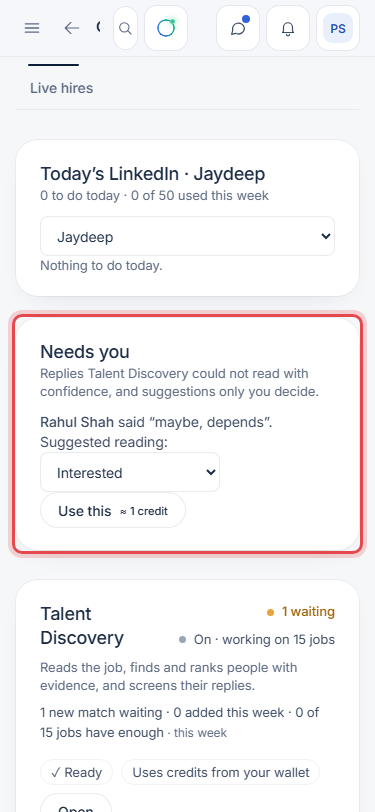 PS
Live hires
Today's LinkedIn · Jaydeep
0 to do today · 0 of 50 used this week
Jaydeep
Nothing to do today.
Needs you
Replies Talent Discovery could not read with
confidence, and suggestions only you decide.
Rahul Shah said “maybe, depends”.
Suggested reading:
Interested
Use this ≈ 1 credit
Talent
Discovery
1 waiting
On · working on 15 jobs
Reads the job, finds and ranks people with
evidence, and screens their replies.
1 new match waiting · 0 added this week · 0 of
15 jobs have enough · this week
✓ Ready
Uses credits from your wallet
Open